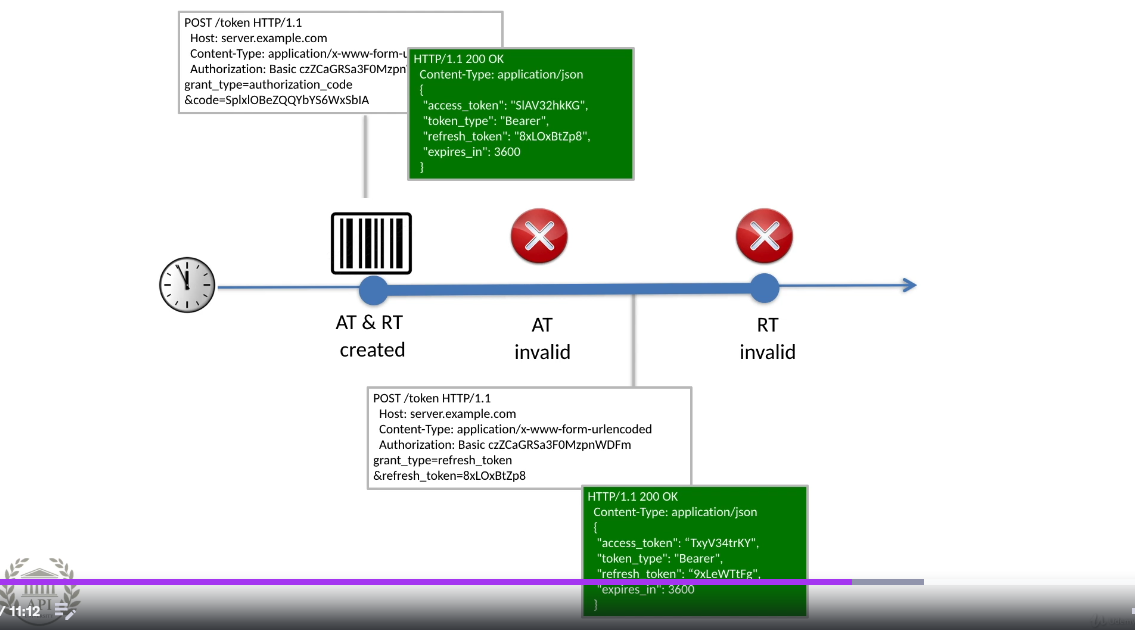 POST /token HTTP/1.1
Host: server.example.com
Content-Type: application/x-www-form-u
Authorization: Basic czZCaGRSa3F0Mzpn
grant_type=authorization_code
&code=SplxlOBeZQQYbYS6WxSbIA
HTTP/1.1 200 OK
Content-Type: application/json
{
"access_token": "SlAV32hkKG",
"token_type": "Bearer",
"refresh_token": "8xLOxBtZp8",
"expires_in": 3600
}
AT & RT
created
AT
invalid
RT
invalid
POST /token HTTP/1.1
Host: server.example.com
Content-Type: application/x-www-form-urlencoded
Authorization: Basic czZCaGRSa3F0MzpnWDFm
grant_type=refresh_token
&refresh_token=8xLOxBtZp8
HTTP/1.1 200 OK
Content-Type: application/json
{
"access_token": “TxyV34trKY",
"token_type": "Bearer",
"refresh_token": “9xLeWTtFg",
"expires_in": 3600
}
API
/ 11:12